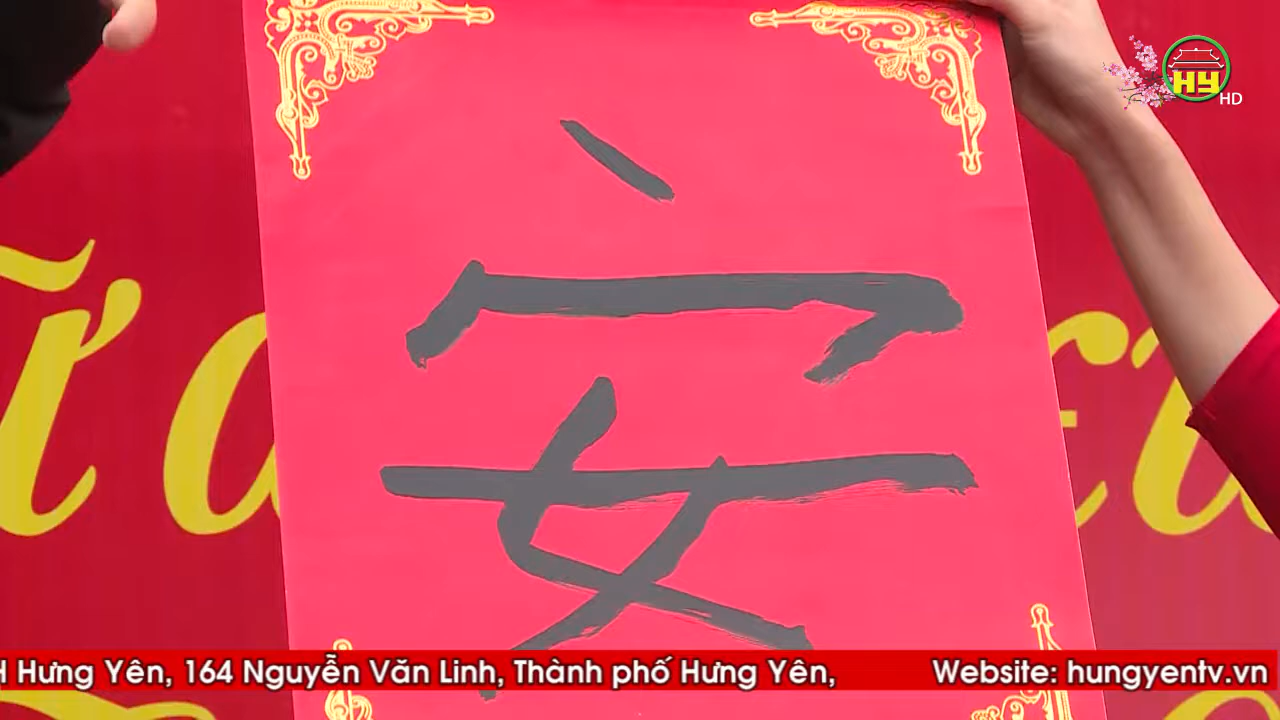 HY HD
安
H Hưng Yên, 164 Nguyễn Văn Linh, Thành phố Hưng Yên, Website: hungyentv.vn